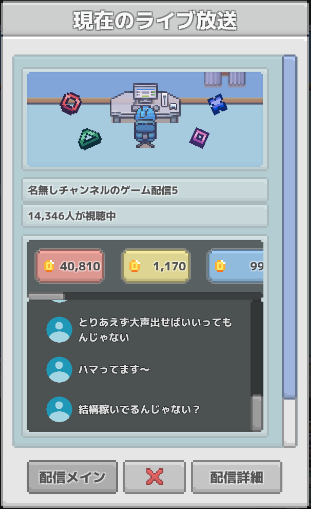 現在のライブ放送
名無しチャンネルのゲーム配信5
14,346人が視聴中
40,810
1,170
99
とりあえず大声出せばいいっても
んじゃない
ハマってます～
結構稼いでるんじゃない？
配信メイン
配信詳細